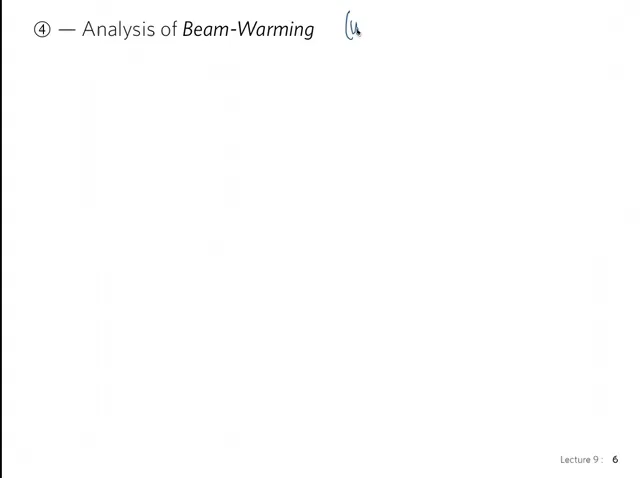 ④ — Analysis of Beam-Warming (u
Lecture 9 : 6